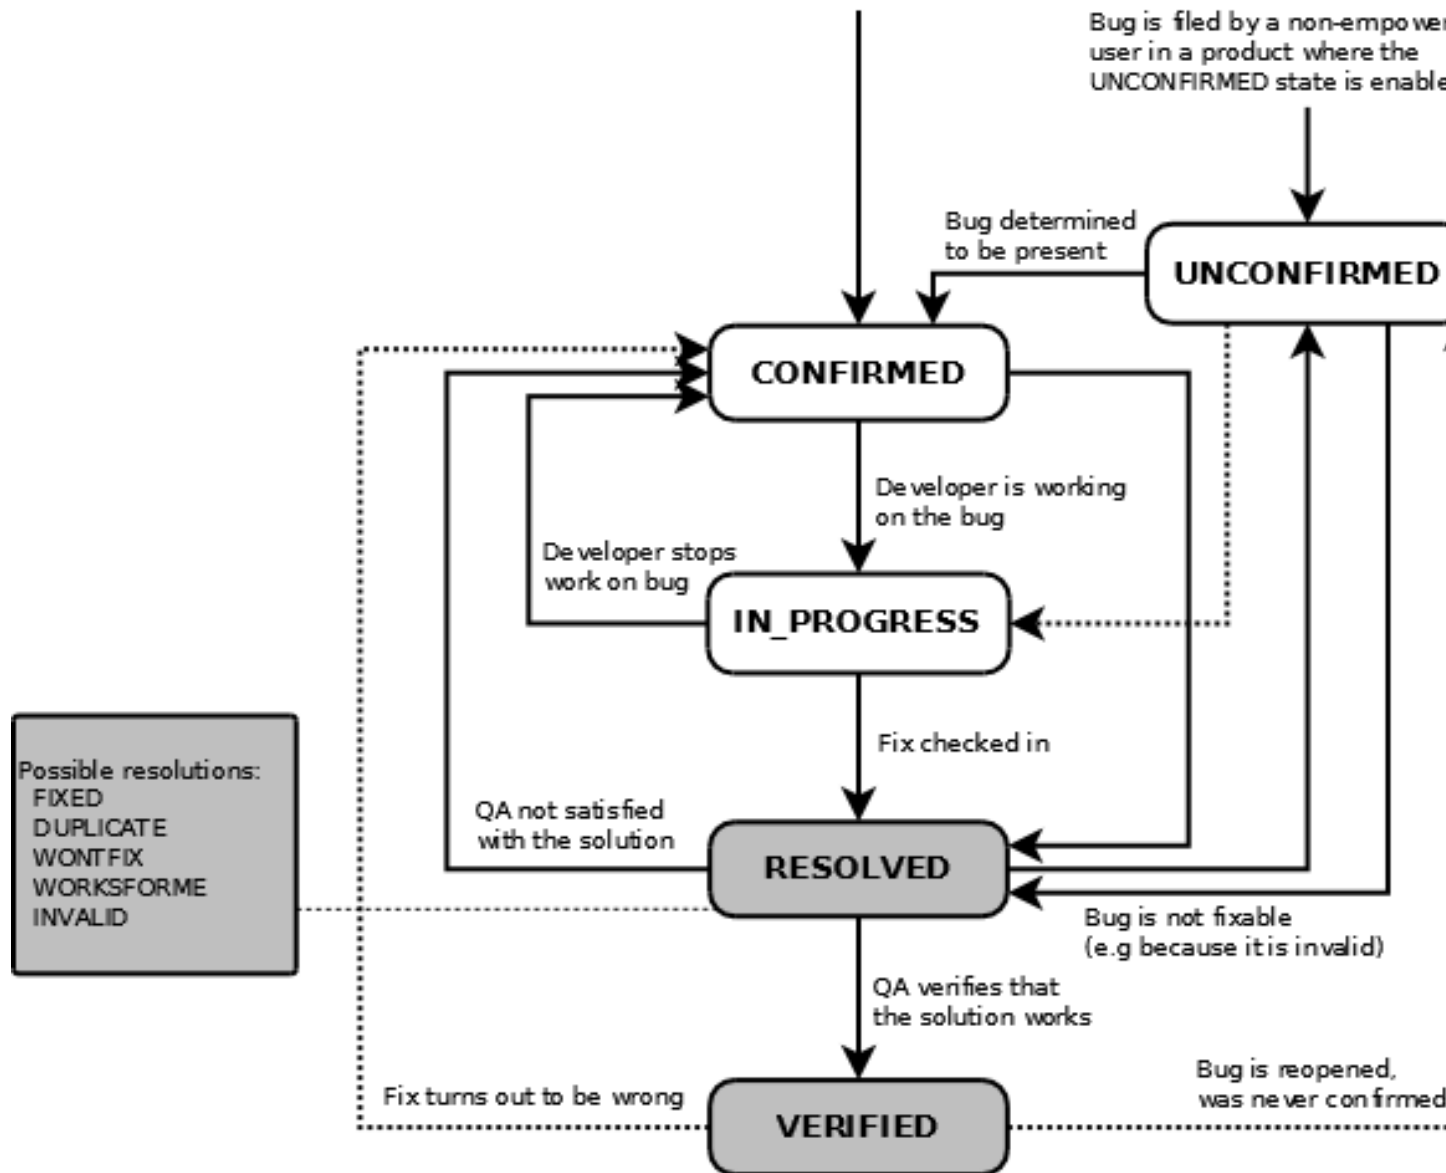 Bug is filed by a non-empower
user in a product where the
UNCONFIRMED state is enable
Bug determined
to be present
UNCONFIRMED
CONFIRMED
Developer is working
on the bug
Developer stops
work on bug
IN_PROGRESS
Fix checked in
Possible resolutions:
FIXED
DUPLICATE
WONTFIX
WORKSFORME
INVALID
QA not satisfied
with the solution
RESOLVED
Bug is not fixable
(e.g because it is invalid)
QA verifies that
the solution works
Fix turns out to be wrong
VERIFIED
Bug is reopened,
was never confirmed